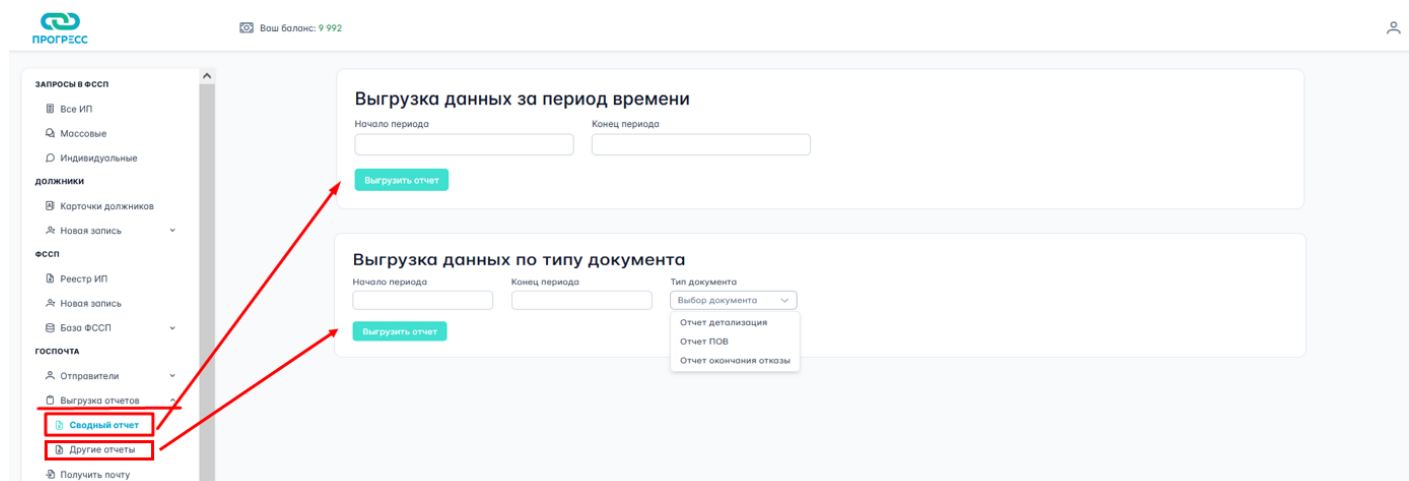 ПРОГРЕСС
Ваш баланс: 9 992
ЗАПРОСЫ В ФССП
Все ИП
Массовые
Индивидуальные
ДОЛЖНИКИ
Карточки должников
Новая запись
ФССП
Реестр ИП
Новая запись
База ФССП
ГОСПОЧТА
Отправители
Выгрузка отчетов
Сводный отчет
Другие отчеты
Получить почту
Выгрузка данных за период времени
Начало периода Конец периода
Выгрузить отчет
Выгрузка данных по типу документа
Начало периода Конец периода Тип документа
Выбор документа
Отчет детализация
Отчет ПОВ
Отчет окончания отказы
Выгрузить отчет